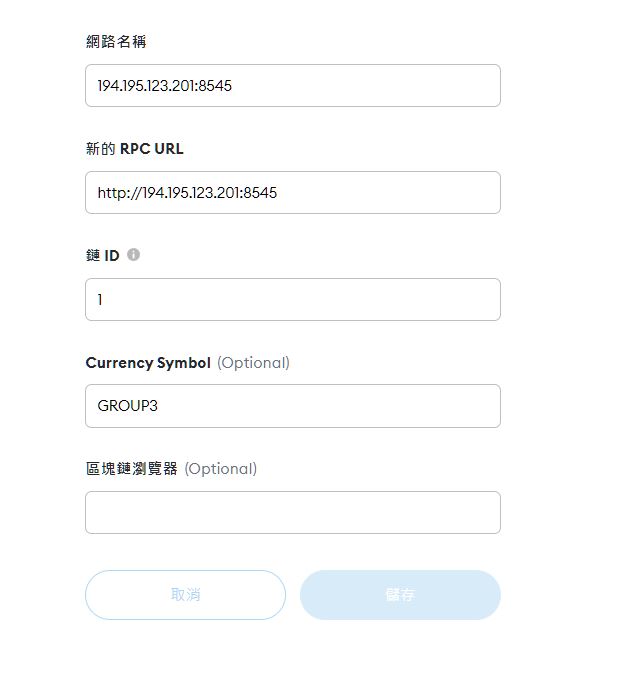 網路名稱
194.195.123.201:8545
新的 RPC URL
http://194.195.123.201:8545
鏈 ID
1
Currency Symbol (Optional)
GROUP3
區塊鏈瀏覽器 (Optional)
取消
儲存